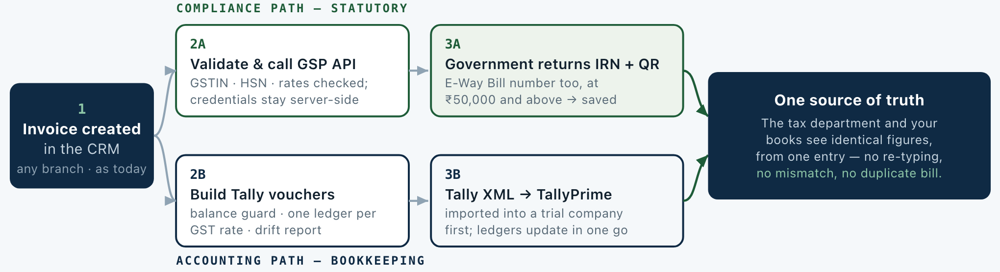 COMPLIANCE PATH — STATUTORY
1
Invoice created
in the CRM
any branch · as today
2A
Validate & call GSP API
GSTIN · HSN · rates checked;
credentials stay server-side
3A
Government returns IRN + QR
E-Way Bill number too, at
₹50,000 and above → saved
2B
Build Tally vouchers
balance guard · one ledger per
GST rate · drift report
3B
Tally XML → TallyPrime
imported into a trial company
first; ledgers update in one go
One source of truth
The tax department and your
books see identical figures,
from one entry — no re-typing,
no mismatch, no duplicate bill.
ACCOUNTING PATH — BOOKKEEPING